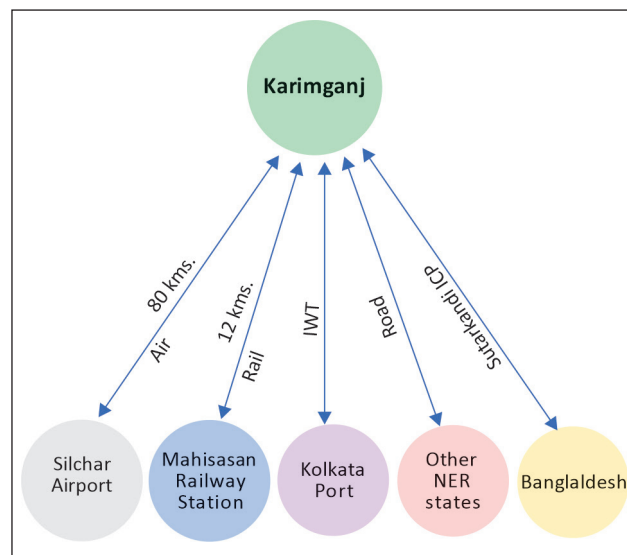 Karimganj
80 kms.
Air
12 kms.
Rail
IWT
Road
Sutarkandi ICP
Silchar
Airport
Mahisasan
Railway
Station
Kolkata
Port
Other
NER
states
Banglaldesh